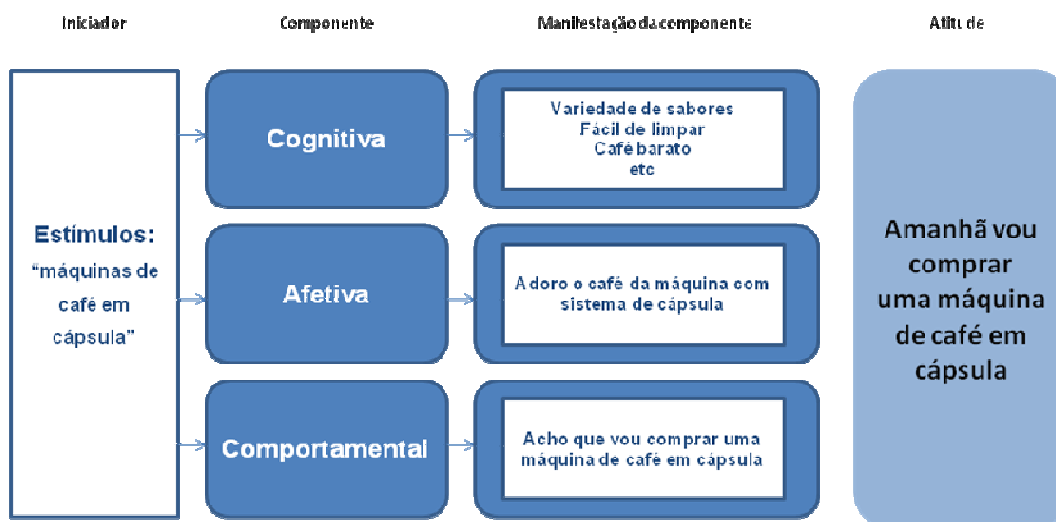 Iniciador
Componente
Manifestação da componente
Atitude
Estímulos:
"máquinas de
café em
cápsula"
Cognitiva
Variedade de sabores
Fácil de limpar
Café barato
etc
Afetiva
Adoro o café da máquina com
sistema de cápsula
Comportamental
Acho que vou comprar uma
máquina de café em cápsula
Amanhã vou
comprar
uma máquina
de café em
cápsula